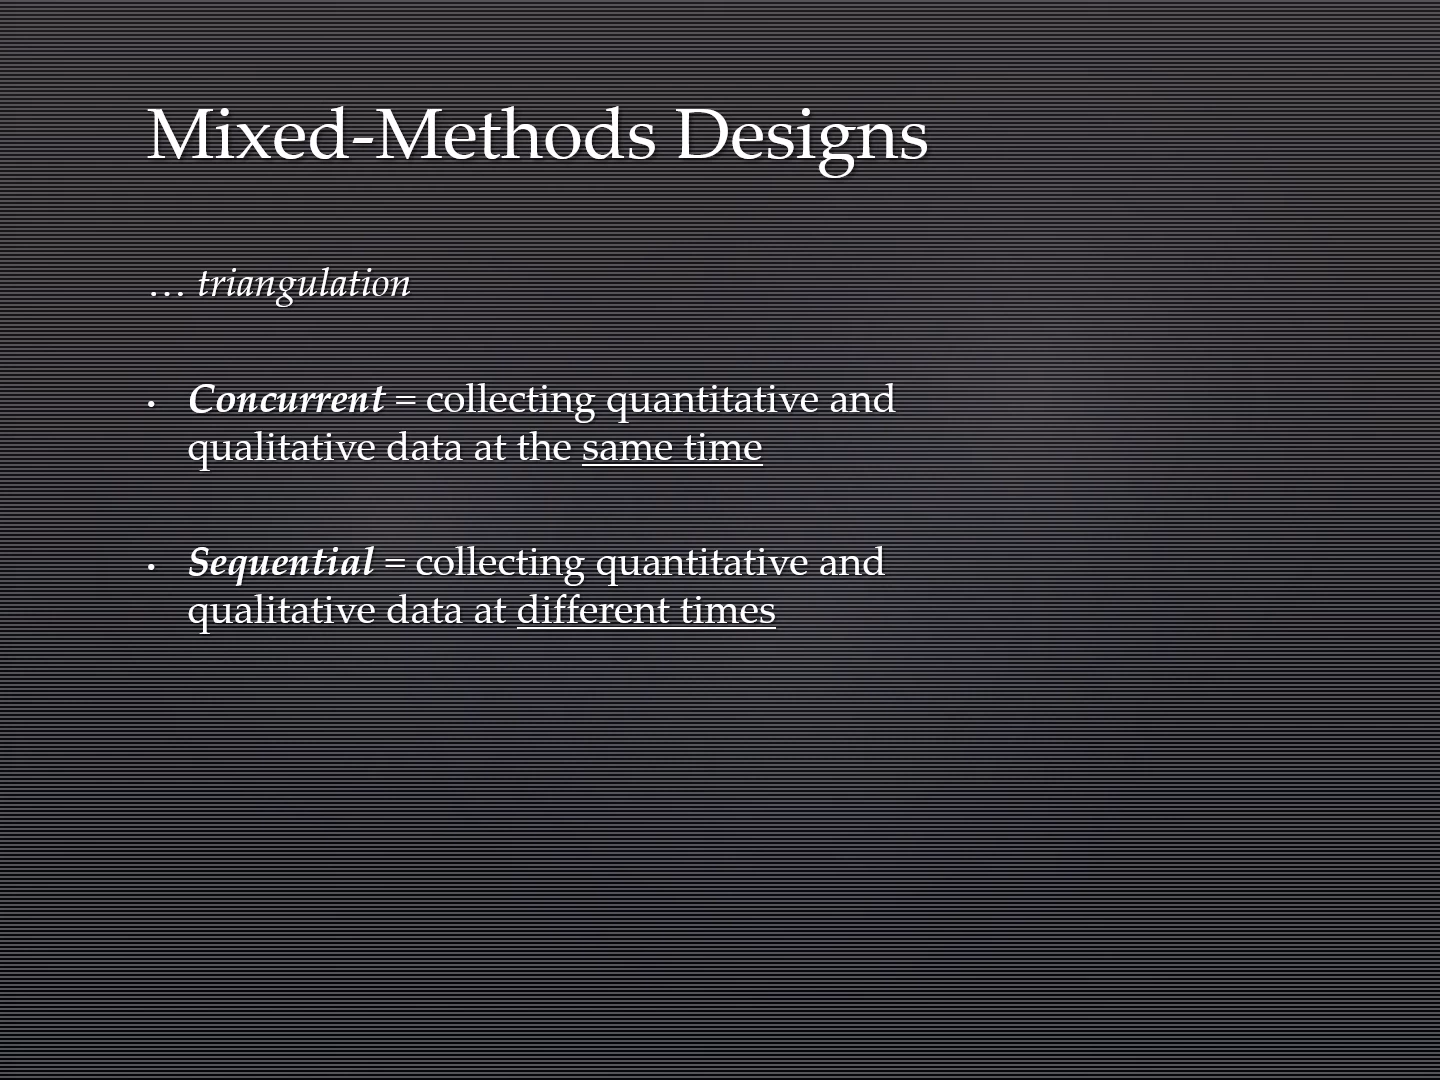 Mixed-Methods Designs
… triangulation
• Concurrent = collecting quantitative and
qualitative data at the same time
• Sequential = collecting quantitative and
qualitative data at different times